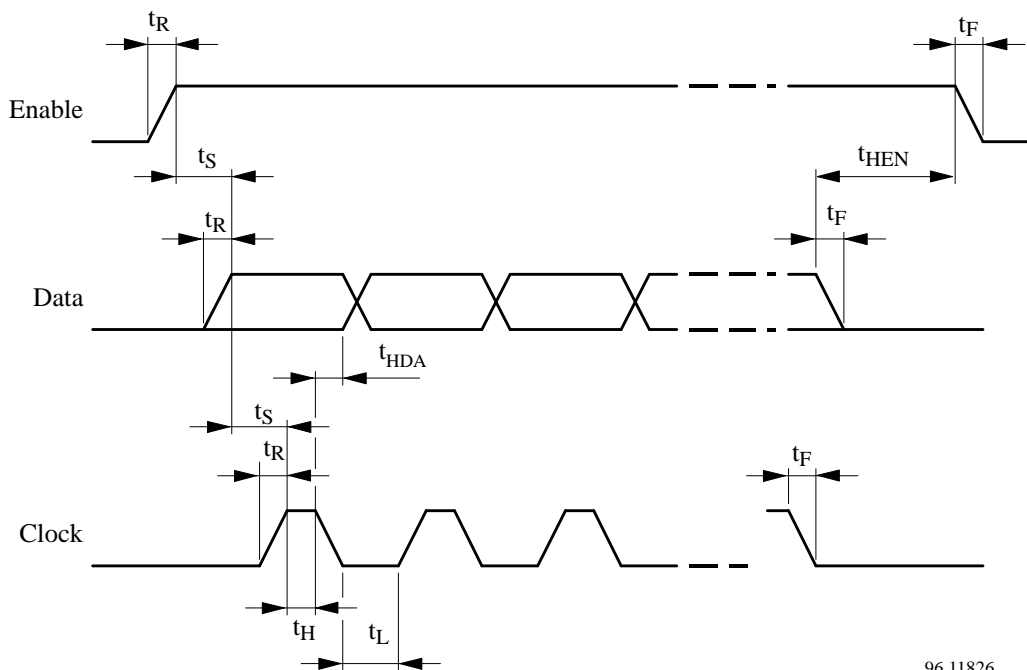 tR
tF
Enable
tS
tHEN
tR
tF
Data
tHDA
tS
tR
tF
Clock
tH
tL
96 11826